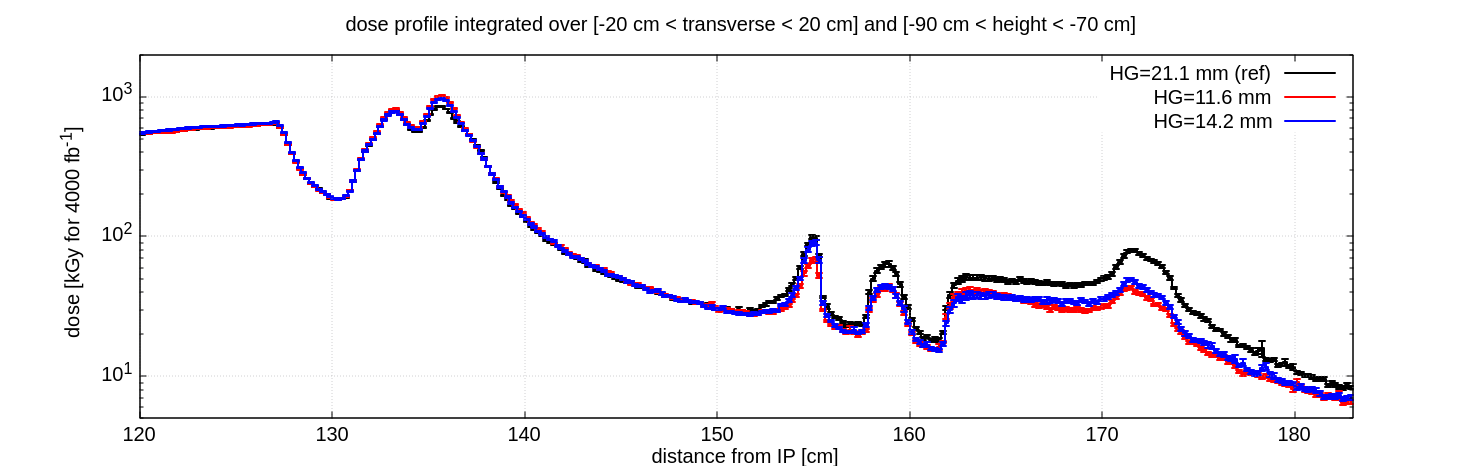 dose profile integrated over [-20 cm < transverse < 20 cm] and [-90 cm < height < -70 cm]
HG=21.1 mm (ref)
HG=11.6 mm
HG=14.2 mm
dose [kGy for 4000 fb⁻¹]
10³
10²
10¹
120 130 140 150 160 170 180
distance from IP [cm]